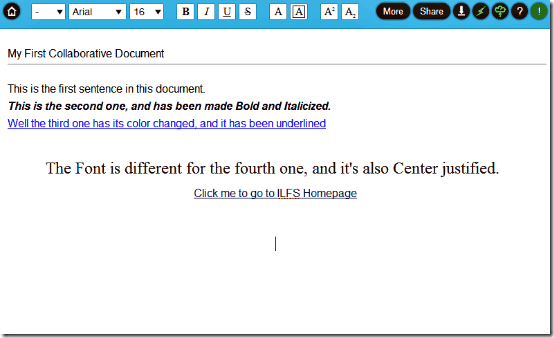 - Arial 16 B I U S A A A² A₂ More Share ? !
My First Collaborative Document
This is the first sentence in this document.
This is the second one, and has been made Bold and Italicized.
Well the third one has its color changed, and it has been underlined
The Font is different for the fourth one, and it's also Center justified.
Click me to go to ILFS Homepage